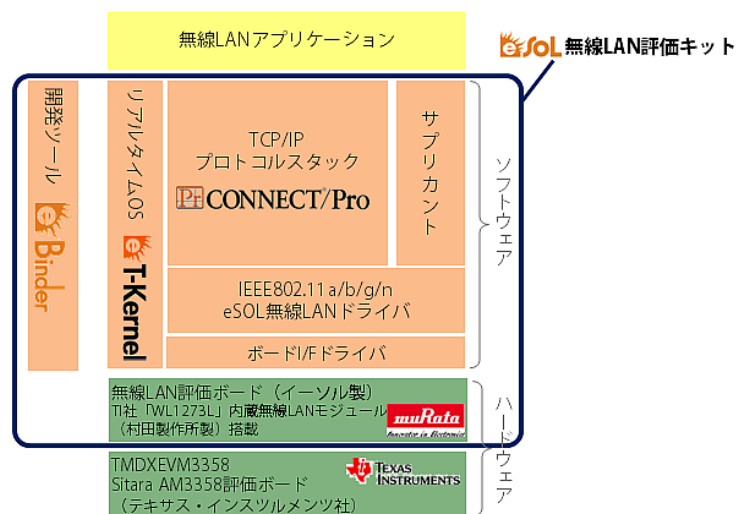 無線LANアプリケーション
eSOL 無線LAN評価キット
開発ツール
eBinder
リアルタイムOS
eT-Kernel
TCP/IP
プロトコルスタック
Pr CONNECT/Pro
サプリカント
IEEE802.11 a/b/g/n
eSOL無線LANドライバ
ボードI/Fドライバ
ソフトウェア
無線LAN評価ボード（イーソル製）
TI社「WL1273L」内蔵無線LANモジュール
（村田製作所製）搭載
muRata
Innovator in Electronics
ハードウェア
TMDXEVM3358
Sitara AM3358評価ボード
（テキサス・インスツルメンツ社）
TEXAS
INSTRUMENTS